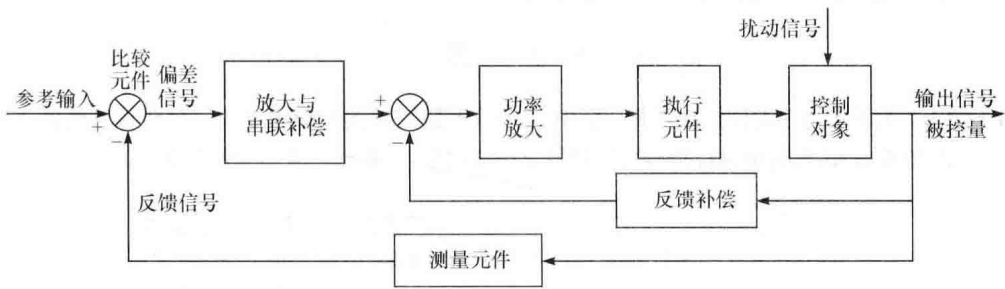 扰动信号
比较
元件
偏差
信号
参考输入
+
−
放大与
串联补偿
+
−
功率
放大
执行
元件
控制
对象
输出信号
被控量
反馈补偿
反馈信号
测量元件